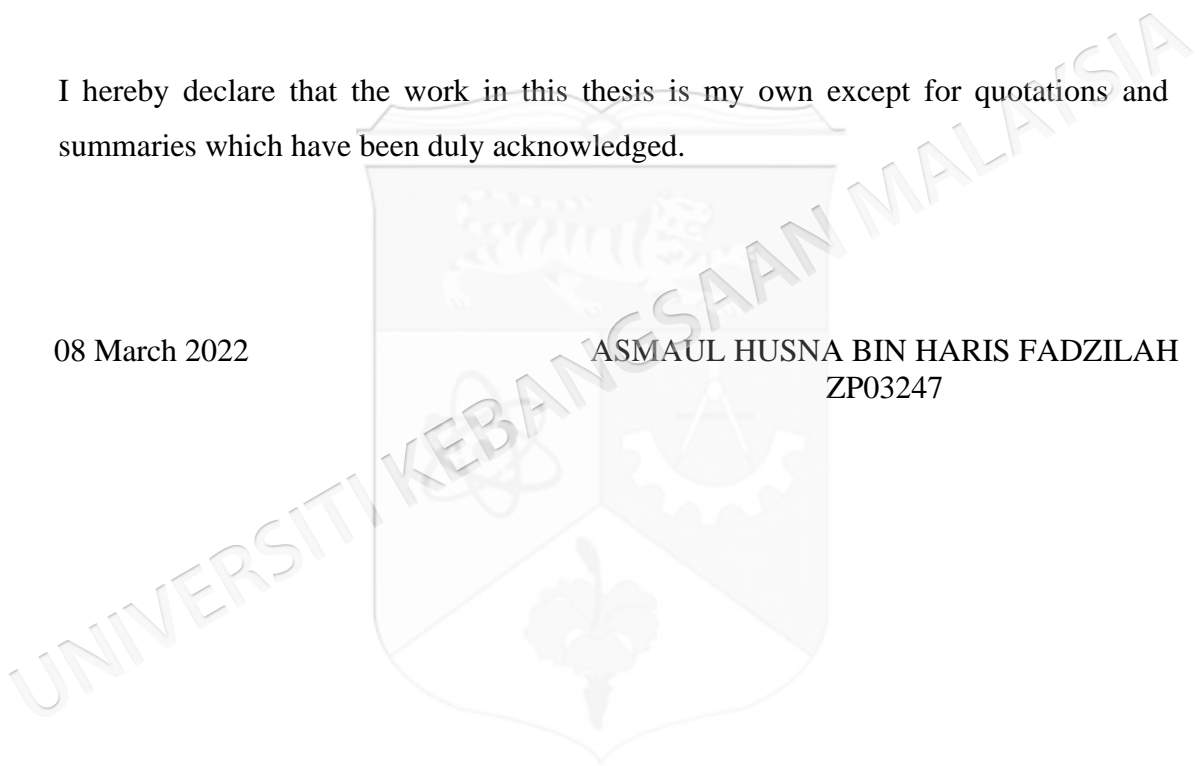 I hereby declare that the work in this thesis is my own except for quotations and
summaries which have been duly acknowledged.
08 March 2022
ASMAUL HUSNA BIN HARIS FADZILAH
ZP03247
UNIVERSITI KEBANGSAAN MALAYSIA